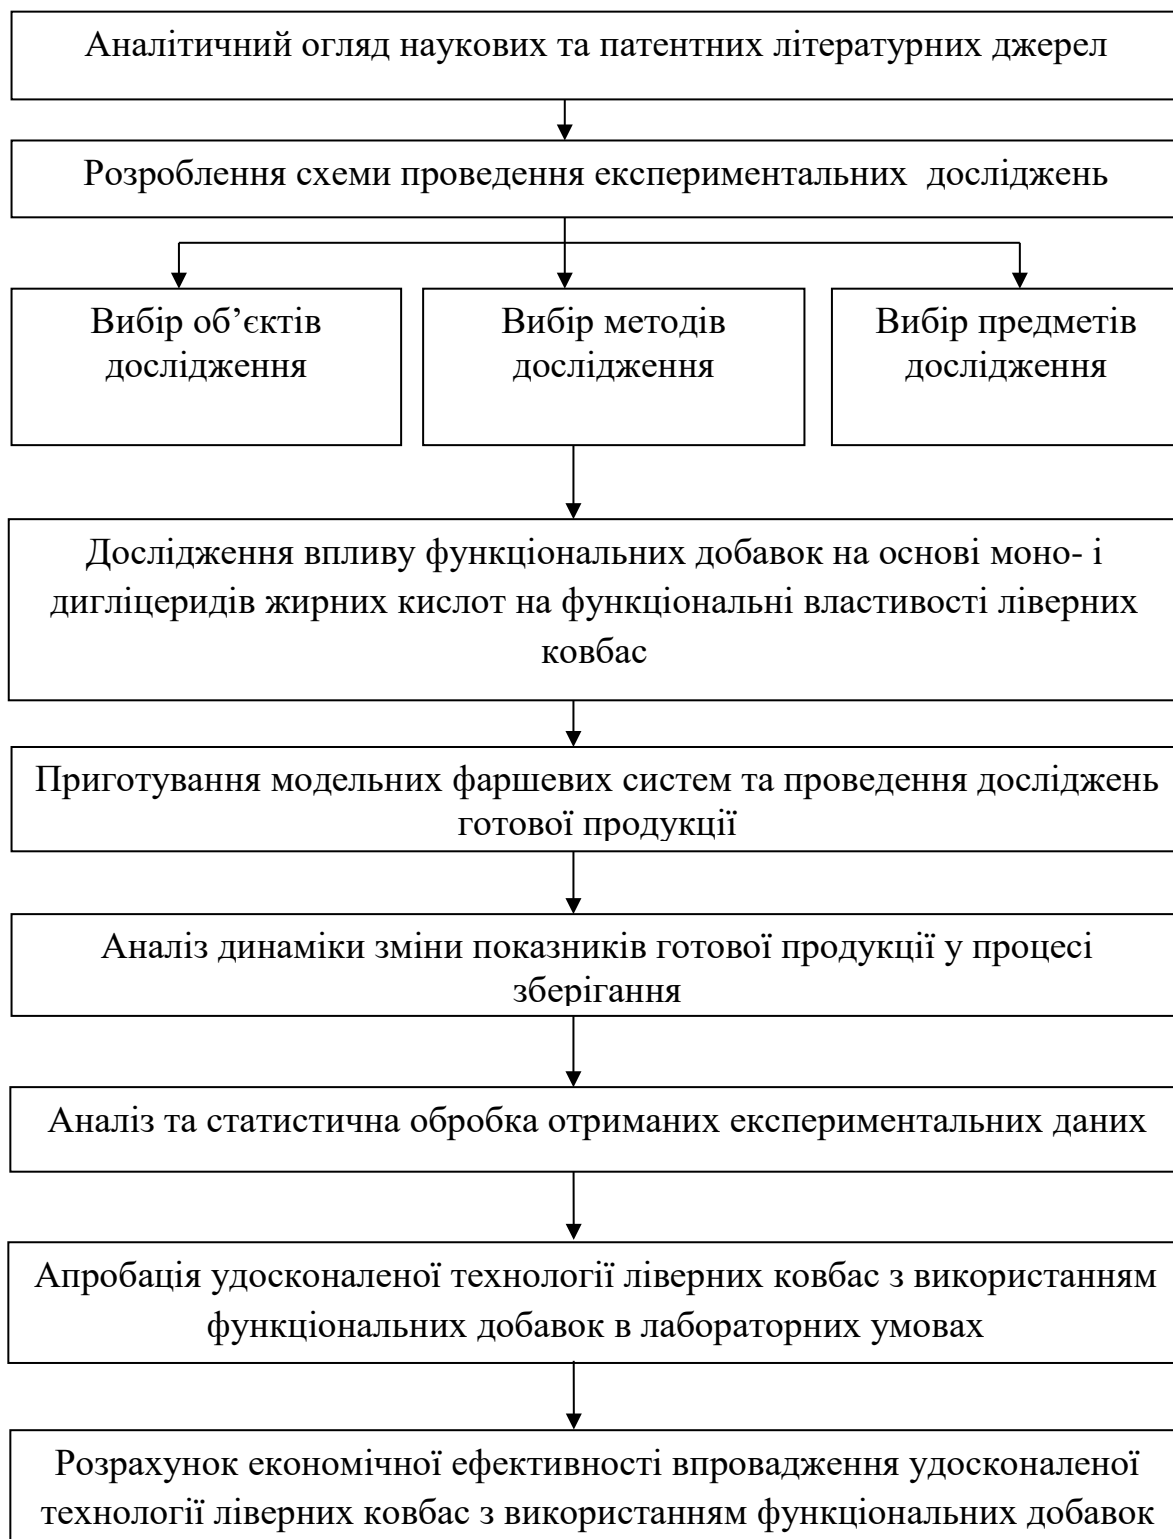 Аналітичний огляд наукових та патентних літературних джерел
Розроблення схеми проведення експериментальних досліджень
Вибір об’єктів
дослідження
Вибір методів
дослідження
Вибір предметів
дослідження
Дослідження впливу функціональних добавок на основі моно- і
дигліцеридів жирних кислот на функціональні властивості ліверних
ковбас
Приготування модельних фаршевих систем та проведення досліджень
готової продукції
Аналіз динаміки зміни показників готової продукції у процесі
зберігання
Аналіз та статистична обробка отриманих експериментальних даних
Апробація удосконаленої технології ліверних ковбас з використанням
функціональних добавок в лабораторних умовах
Розрахунок економічної ефективності впровадження удосконаленої
технології ліверних ковбас з використанням функціональних добавок